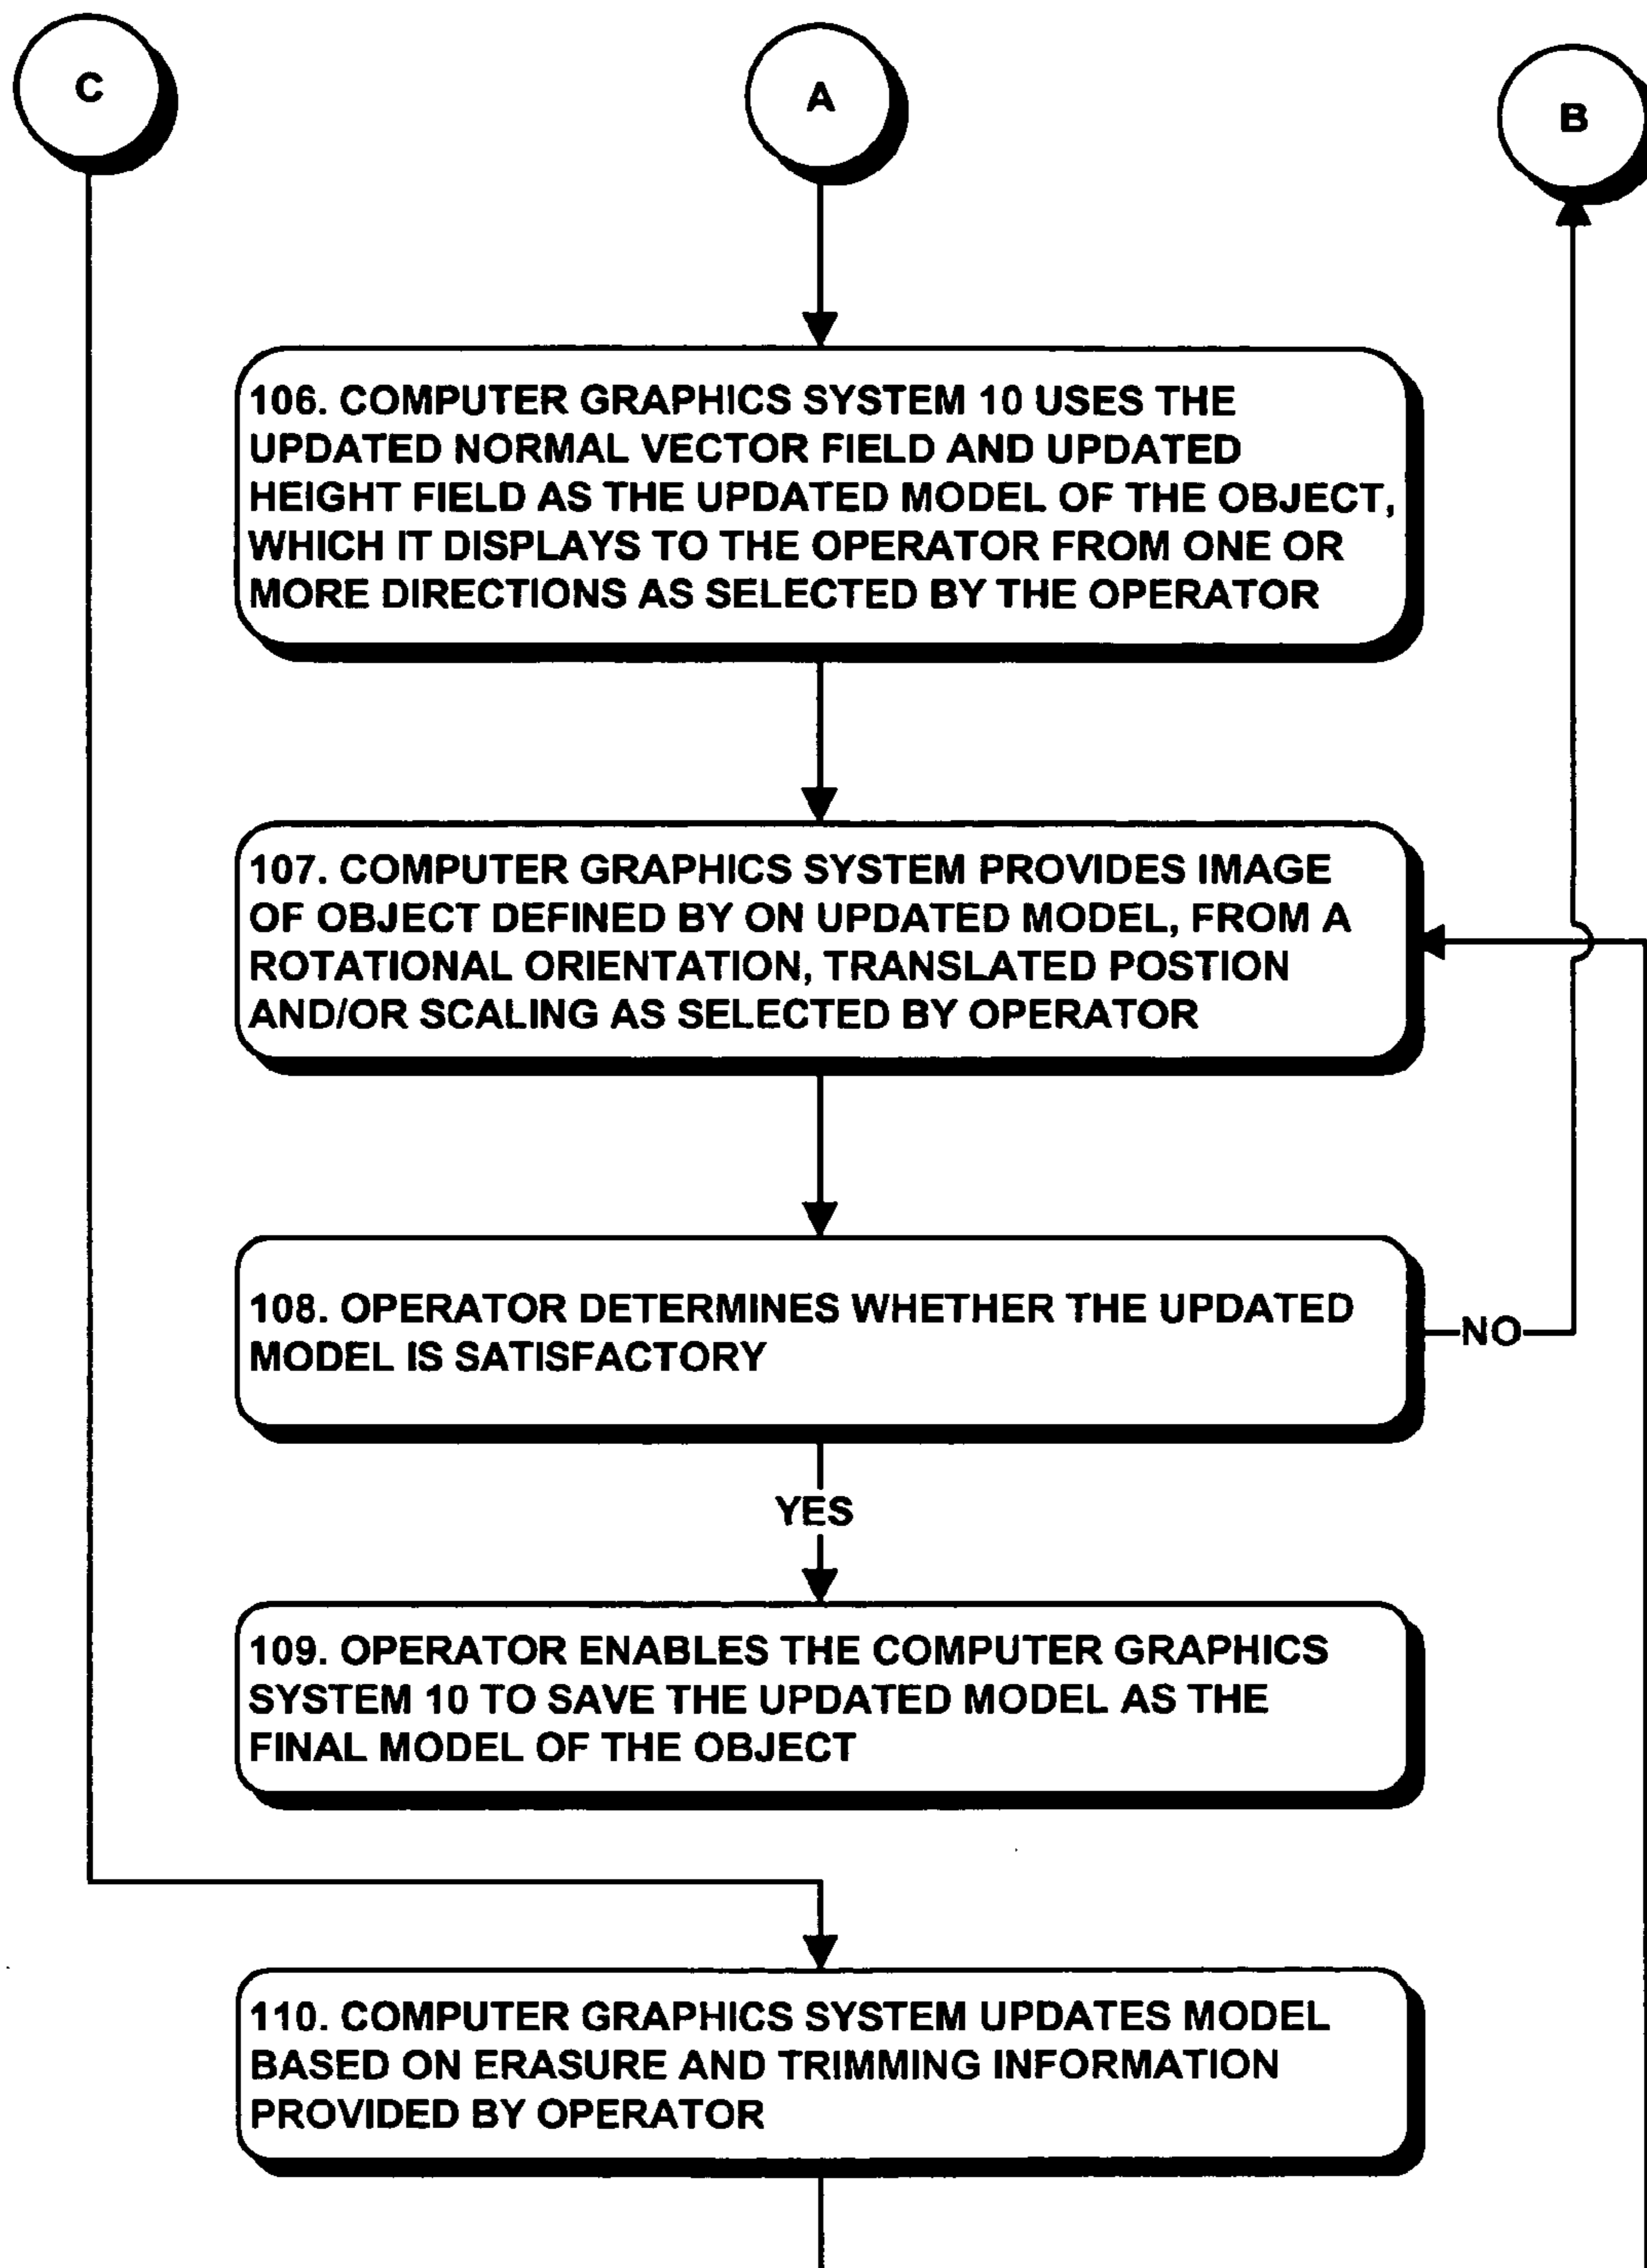 C
A
B
106. COMPUTER GRAPHICS SYSTEM 10 USES THE
UPDATED NORMAL VECTOR FIELD AND UPDATED
HEIGHT FIELD AS THE UPDATED MODEL OF THE OBJECT,
WHICH IT DISPLAYS TO THE OPERATOR FROM ONE OR
MORE DIRECTIONS AS SELECTED BY THE OPERATOR
107. COMPUTER GRAPHICS SYSTEM PROVIDES IMAGE
OF OBJECT DEFINED BY ON UPDATED MODEL, FROM A
ROTATIONAL ORIENTATION, TRANSLATED POSTION
AND/OR SCALING AS SELECTED BY OPERATOR
108. OPERATOR DETERMINES WHETHER THE UPDATED
MODEL IS SATISFACTORY
NO
YES
109. OPERATOR ENABLES THE COMPUTER GRAPHICS
SYSTEM 10 TO SAVE THE UPDATED MODEL AS THE
FINAL MODEL OF THE OBJECT
110. COMPUTER GRAPHICS SYSTEM UPDATES MODEL
BASED ON ERASURE AND TRIMMING INFORMATION
PROVIDED BY OPERATOR